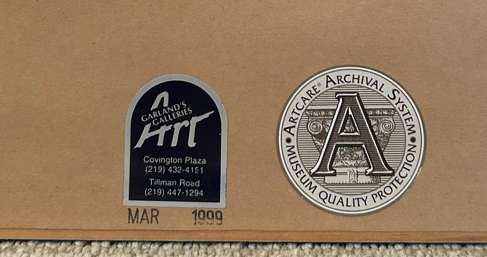 GARLAND'S
GALLERIES
Art
Covington Plaza
(219) 432-4151
Tillman Road
(219) 447-1294
MAR 1999
ARTCARE® ARCHIVAL SYSTEM
A
• MUSEUM QUALITY PROTECTION •